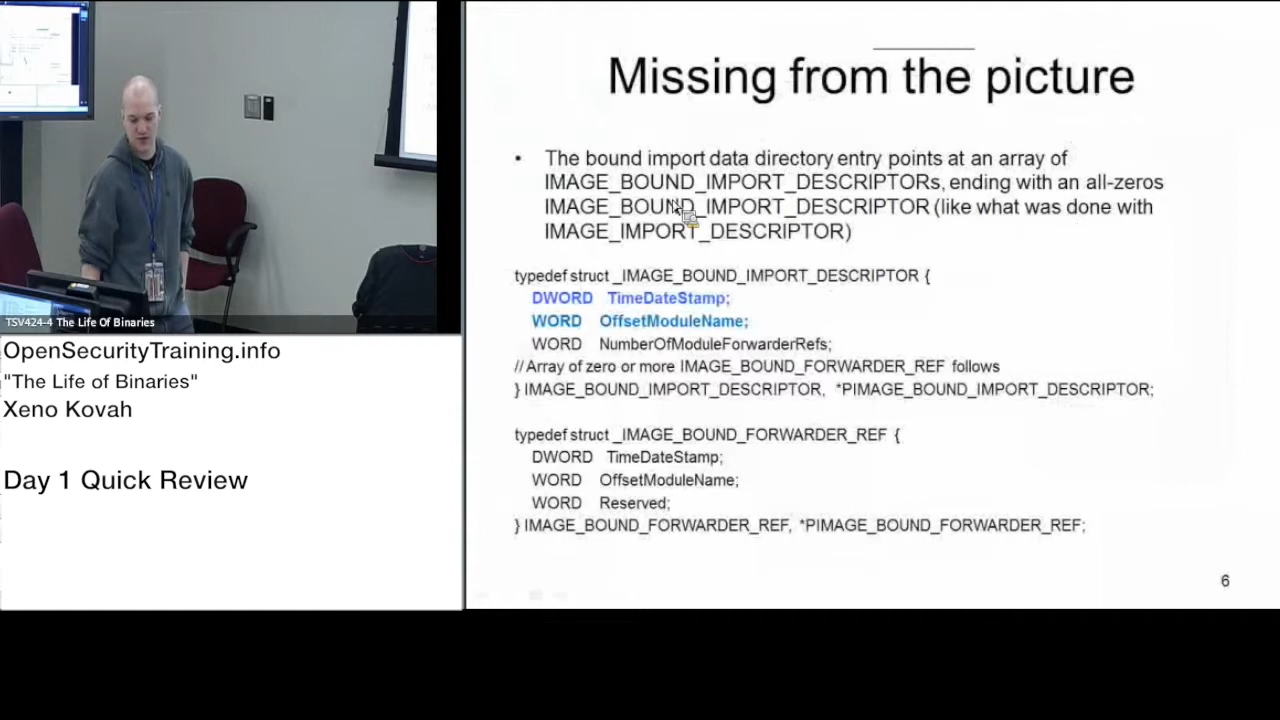 TSV424-4 The Life Of Binaries
OpenSecurityTraining.info
"The Life of Binaries"
Xeno Kovah
Day 1 Quick Review
Missing from the picture
• The bound import data directory entry points at an array of
IMAGE_BOUND_IMPORT_DESCRIPTORs, ending with an all-zeros
IMAGE_BOUND_IMPORT_DESCRIPTOR (like what was done with
IMAGE_IMPORT_DESCRIPTOR)
typedef struct _IMAGE_BOUND_IMPORT_DESCRIPTOR {
DWORD TimeDateStamp;
WORD OffsetModuleName;
WORD NumberOfModuleForwarderRefs;
// Array of zero or more IMAGE_BOUND_FORWARDER_REF follows
} IMAGE_BOUND_IMPORT_DESCRIPTOR, *PIMAGE_BOUND_IMPORT_DESCRIPTOR;
typedef struct _IMAGE_BOUND_FORWARDER_REF {
DWORD TimeDateStamp;
WORD OffsetModuleName;
WORD Reserved;
} IMAGE_BOUND_FORWARDER_REF, *PIMAGE_BOUND_FORWARDER_REF;
6